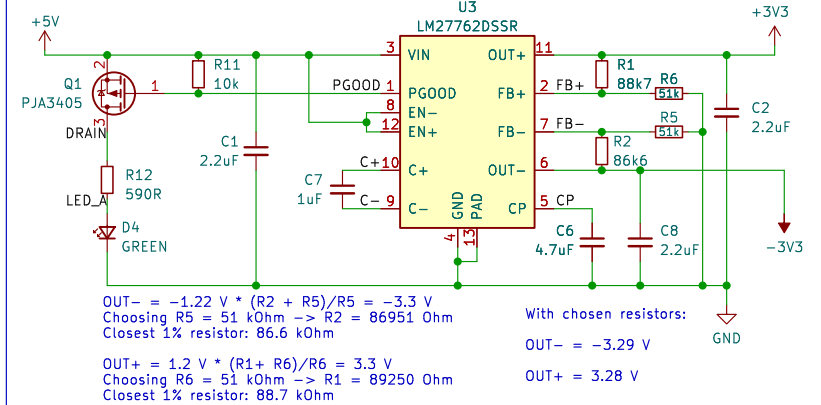 U3
LM27762DSSR
+5V
+3V3
3
VIN
OUT+
11
2
Q1
PJA3405
1
3
DRAIN
R11
10k
PGOOD
1
PGOOD
8
EN-
12
EN+
FB+
2
FB+
R1
88k7
R6
51k
FB-
7
FB-
R5
51k
R2
86k6
C2
2.2uF
C1
2.2uF
R12
590R
LED_A
D4
GREEN
C+
10
C+
C7
1uF
C-
9
C-
OUT-
6
CP
5
CP
GND
PAD
4
13
C6
4.7uF
C8
2.2uF
-3V3
GND
OUT- = -1.22 V * (R2 + R5)/R5 = -3.3 V
Choosing R5 = 51 kOhm -> R2 = 86951 Ohm
Closest 1% resistor: 86.6 kOhm
OUT+ = 1.2 V * (R1+ R6)/R6 = 3.3 V
Choosing R6 = 51 kOhm -> R1 = 89250 Ohm
Closest 1% resistor: 88.7 kOhm
With chosen resistors:
OUT- = -3.29 V
OUT+ = 3.28 V